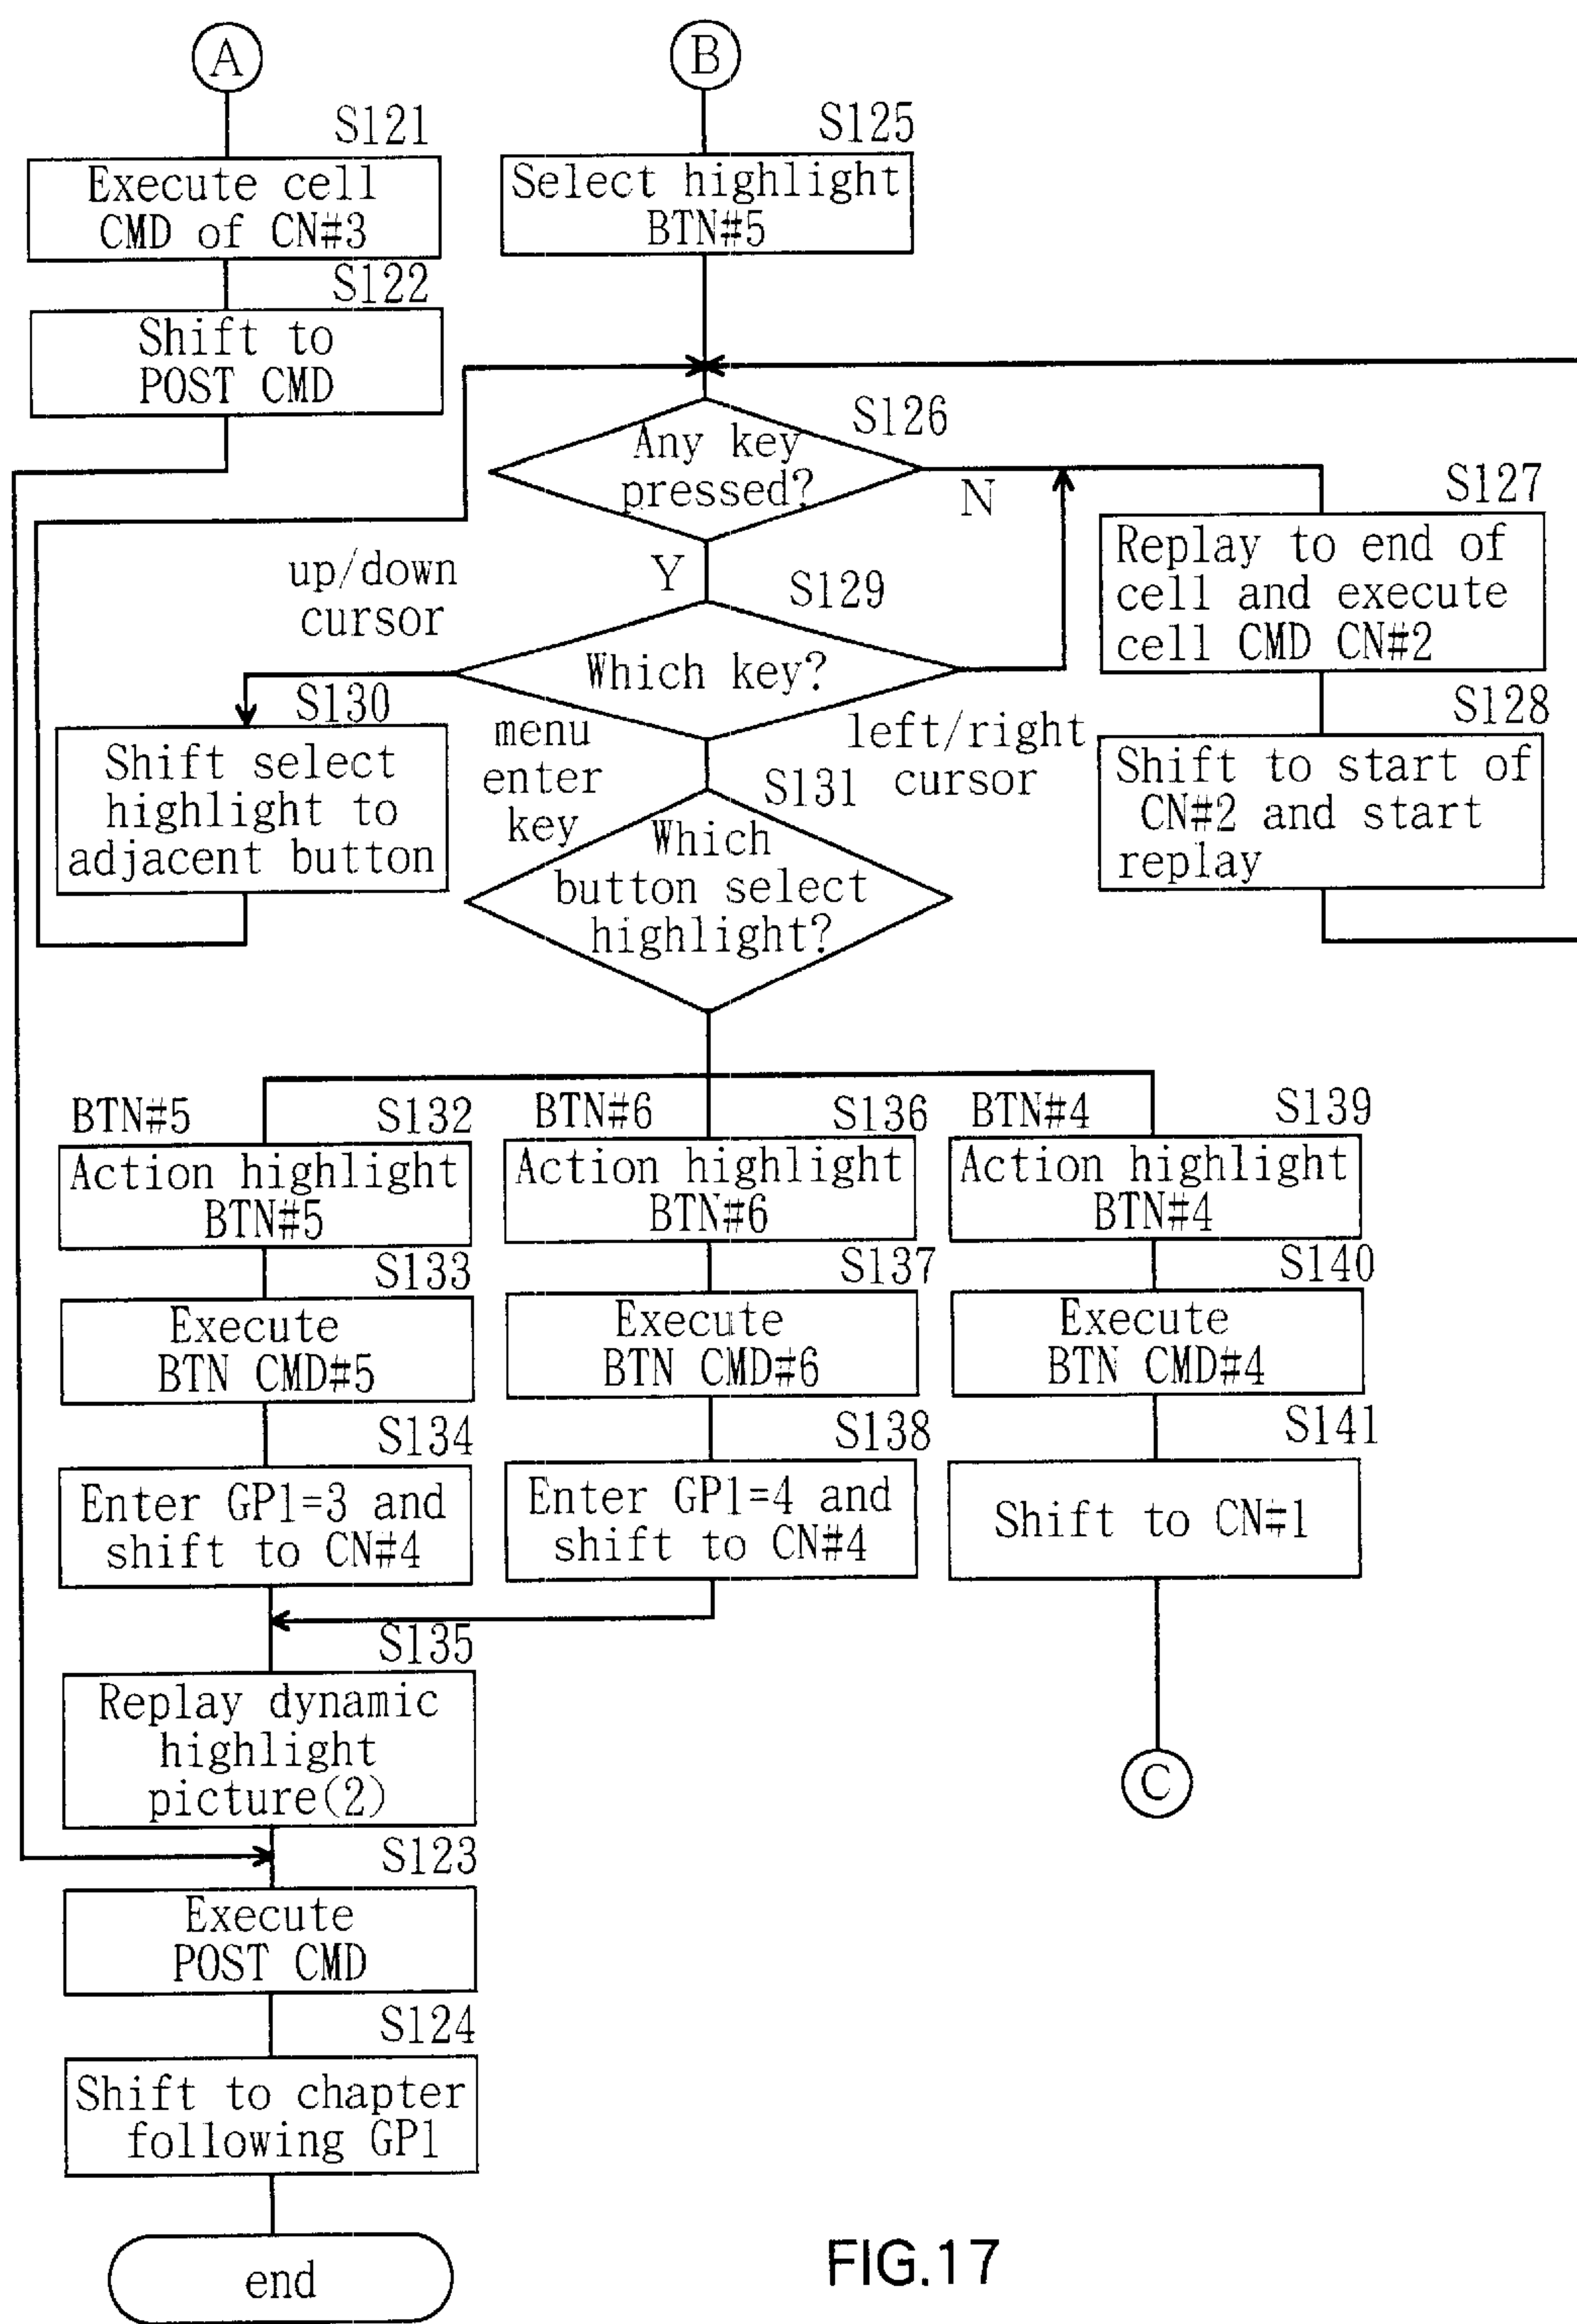 A
S121
Execute cell
CMD of CN#3
S122
Shift to
POST CMD
B
S125
Select highlight
BTN#5
S126
Any key
pressed?
N
Y
S127
Replay to end of
cell and execute
cell CMD CN#2
S128
Shift to start of
CN#2 and start
replay
S129
Which key?
up/down
cursor
menu
enter
key
left/right
cursor
S130
Shift select
highlight to
adjacent button
S131
Which
button select
highlight?
BTN#5
S132
Action highlight
BTN#5
S133
Execute
BTN CMD#5
S134
Enter GP1=3 and
shift to CN#4
BTN#6
S136
Action highlight
BTN#6
S137
Execute
BTN CMD#6
S138
Enter GP1=4 and
shift to CN#4
BTN#4
S139
Action highlight
BTN#4
S140
Execute
BTN CMD#4
S141
Shift to CN#1
C
S135
Replay dynamic
highlight
picture(2)
S123
Execute
POST CMD
S124
Shift to chapter
following GP1
end
FIG.17